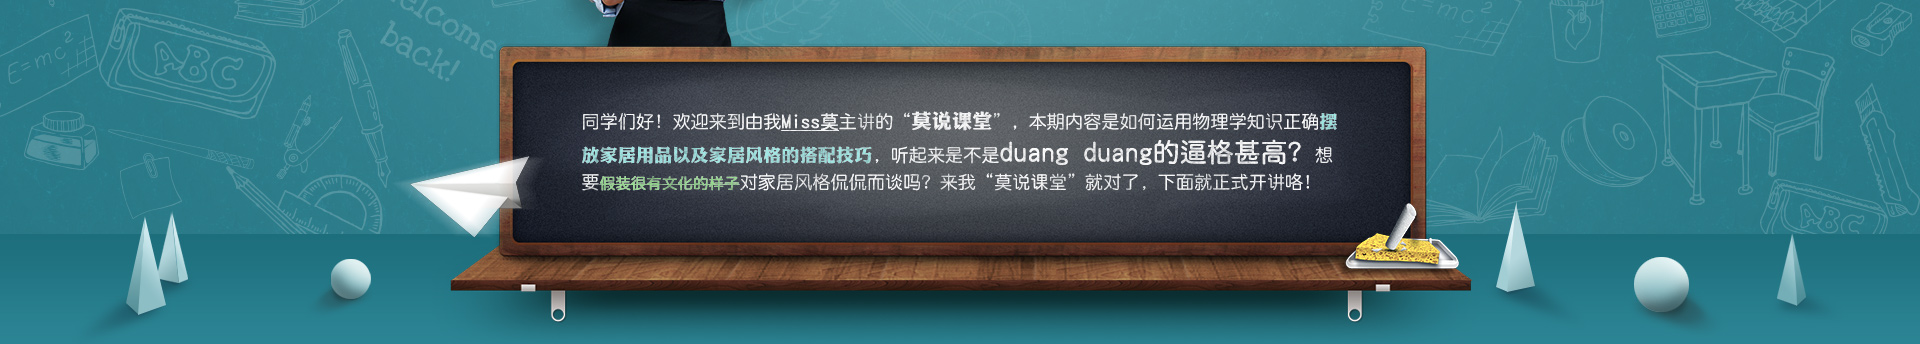 E=mc²
ABC
elcome
back!
E=mc²
同学们好！欢迎来到由我Miss莫主讲的“莫说课堂”，本期内容是如何运用物理学知识正确摆
放家居用品以及家居风格的搭配技巧，听起来是不是duang duang的逼格甚高？想
要假装很有文化的样子对家居风格侃侃而谈吗？来我“莫说课堂”就对了，下面就正式开讲咯！
ABC